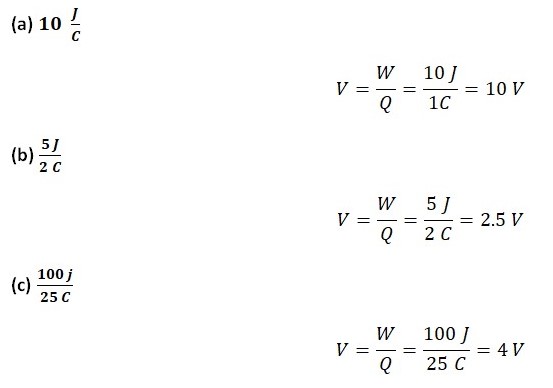 (a) 10 J/C
V = W/Q = 10 J/1C = 10 V
(b) 5 J/2 C
V = W/Q = 5 J/2 C = 2.5 V
(c) 100 j/25 C
V = W/Q = 100 J/25 C = 4 V